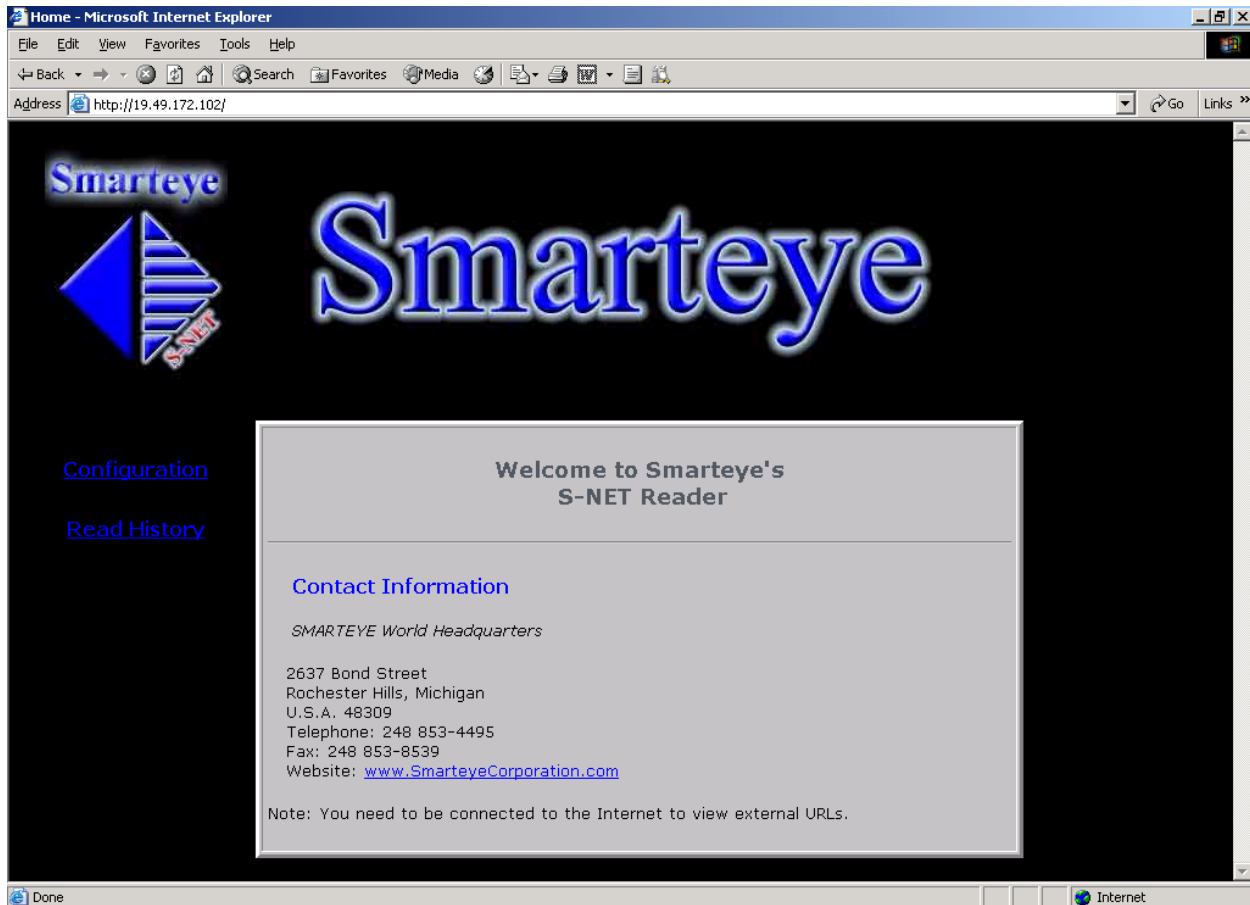 Home - Microsoft Internet Explorer
File Edit View Favorites Tools Help
Back Search Favorites Media
Address http://19.49.172.102/ Go Links »
Smarteye
S-NET
Smarteye
Configuration
Read History
Welcome to Smarteye's
S-NET Reader
Contact Information
SMARTEYE World Headquarters
2637 Bond Street
Rochester Hills, Michigan
U.S.A. 48309
Telephone: 248 853-4495
Fax: 248 853-8539
Website: www.SmarteyeCorporation.com
Note: You need to be connected to the Internet to view external URLs.
Done Internet